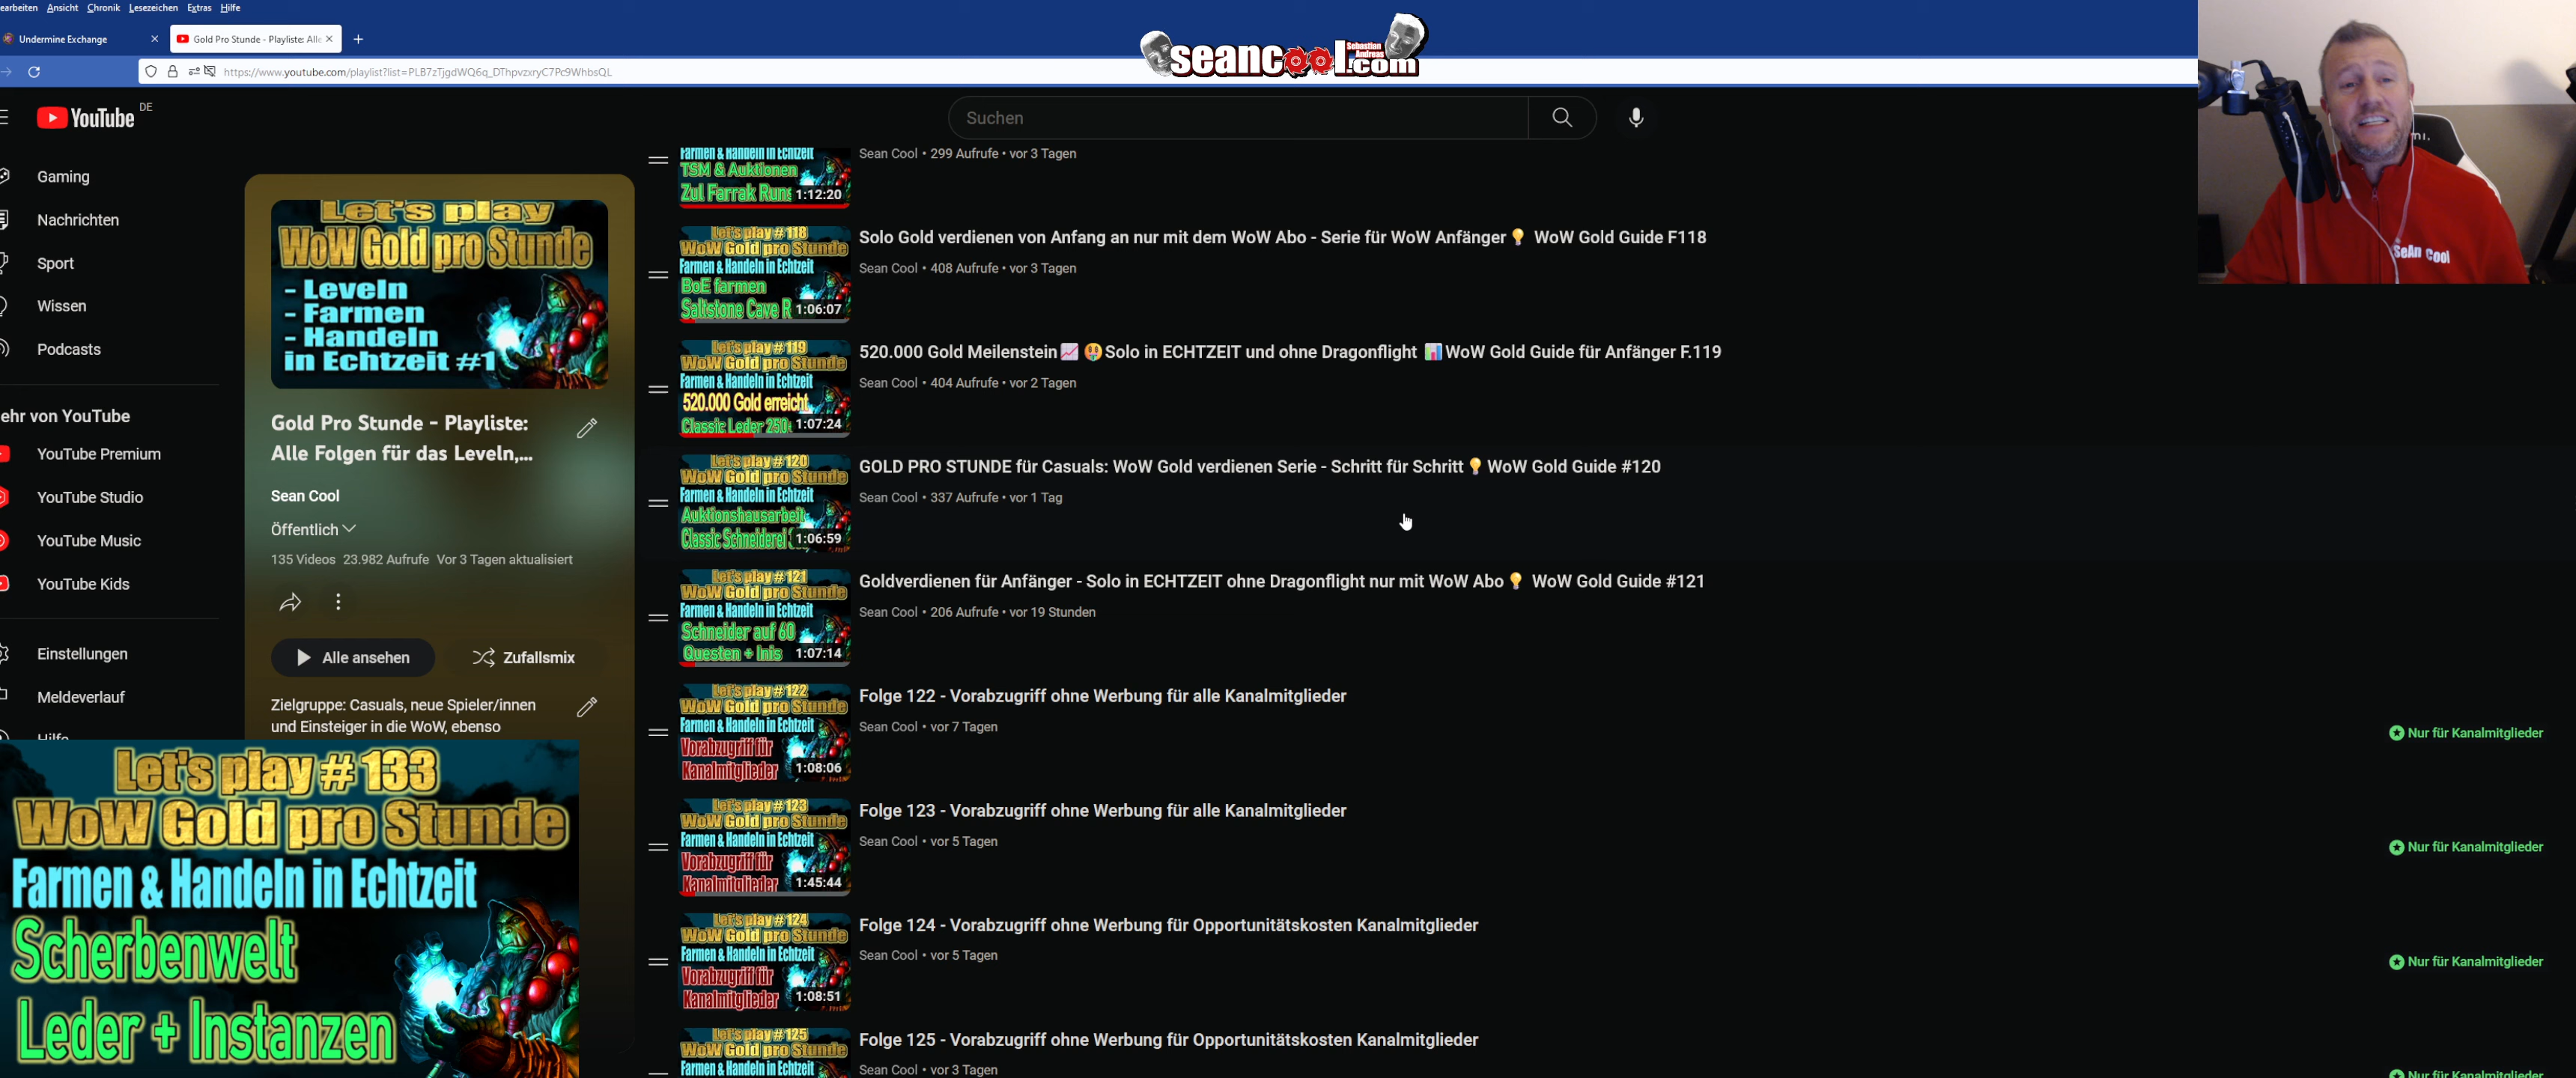 earbeiten Ansicht Chronik Lesezeichen Extras Hilfe
Undermine Exchange
Gold Pro Stunde - Playliste: Alle
https://www.youtube.com/playlist?list=PLB7zTjgdWQ6q_DThpvzxryC7Pc9WhbsQL
seancool.com
Sebastian
Andreas
YouTube DE
Suchen
Gaming
Nachrichten
Sport
Wissen
Podcasts
ehr von YouTube
YouTube Premium
YouTube Studio
YouTube Music
YouTube Kids
Einstellungen
Meldeverlauf
Hilfe
Let's play
WoW Gold pro Stunde
- Leveln
- Farmen
- Handeln
in Echtzeit #1
Gold Pro Stunde - Playliste:
Alle Folgen für das Leveln,...
Sean Cool
Öffentlich
135 Videos 23.982 Aufrufe Vor 3 Tagen aktualisiert
Alle ansehen
Zufallsmix
Zielgruppe: Casuals, neue Spieler/innen
und Einsteiger in die WoW, ebenso
Farmen & Handeln in Echtzeit
TSM & Auktionen
Zul Farrak Runs
1:12:20
Sean Cool • 299 Aufrufe • vor 3 Tagen
Let's play #118
WoW Gold pro Stunde
Farmen & Handeln in Echtzeit
BoE farmen
Saltstone Cave R
1:06:07
Solo Gold verdienen von Anfang an nur mit dem WoW Abo - Serie für WoW Anfänger💡 WoW Gold Guide F118
Sean Cool • 408 Aufrufe • vor 3 Tagen
Let's play #119
WoW Gold pro Stunde
Farmen & Handeln in Echtzeit
520.000 Gold erreicht
Classic Leder 250
1:07:24
520.000 Gold Meilenstein📈🤑Solo in ECHTZEIT und ohne Dragonflight 📊WoW Gold Guide für Anfänger F.119
Sean Cool • 404 Aufrufe • vor 2 Tagen
Let's play #120
WoW Gold pro Stunde
Farmen & Handeln in Echtzeit
Auktionshausarbeit
Classic Schneiderei
1:06:59
GOLD PRO STUNDE für Casuals: WoW Gold verdienen Serie - Schritt für Schritt💡WoW Gold Guide #120
Sean Cool • 337 Aufrufe • vor 1 Tag
Let's play #121
WoW Gold pro Stunde
Farmen & Handeln in Echtzeit
Schneider auf 60
Questen + Inis
1:07:14
Goldverdienen für Anfänger - Solo in ECHTZEIT ohne Dragonflight nur mit WoW Abo💡 WoW Gold Guide #121
Sean Cool • 206 Aufrufe • vor 19 Stunden
Let's play #122
WoW Gold pro Stunde
Farmen & Handeln in Echtzeit
Vorabzugriff für
Kanalmitglieder
1:08:06
Folge 122 - Vorabzugriff ohne Werbung für alle Kanalmitglieder
Sean Cool • vor 7 Tagen
Nur für Kanalmitglieder
Let's play #123
WoW Gold pro Stunde
Farmen & Handeln in Echtzeit
Vorabzugriff für
Kanalmitglieder
1:45:44
Folge 123 - Vorabzugriff ohne Werbung für alle Kanalmitglieder
Sean Cool • vor 5 Tagen
Nur für Kanalmitglieder
Let's play #124
WoW Gold pro Stunde
Farmen & Handeln in Echtzeit
Vorabzugriff für
Kanalmitglieder
1:08:51
Folge 124 - Vorabzugriff ohne Werbung für Opportunitätskosten Kanalmitglieder
Sean Cool • vor 5 Tagen
Nur für Kanalmitglieder
Let's play #125
WoW Gold pro Stunde
Farmen & Handeln in Echtzeit
Folge 125 - Vorabzugriff ohne Werbung für Opportunitätskosten Kanalmitglieder
Sean Cool • vor 3 Tagen
Nur für Kanalmitglieder
Let's play # 133
WoW Gold pro Stunde
Farmen & Handeln in Echtzeit
Scherbenwelt
Leder + Instanzen
SeAn Cool